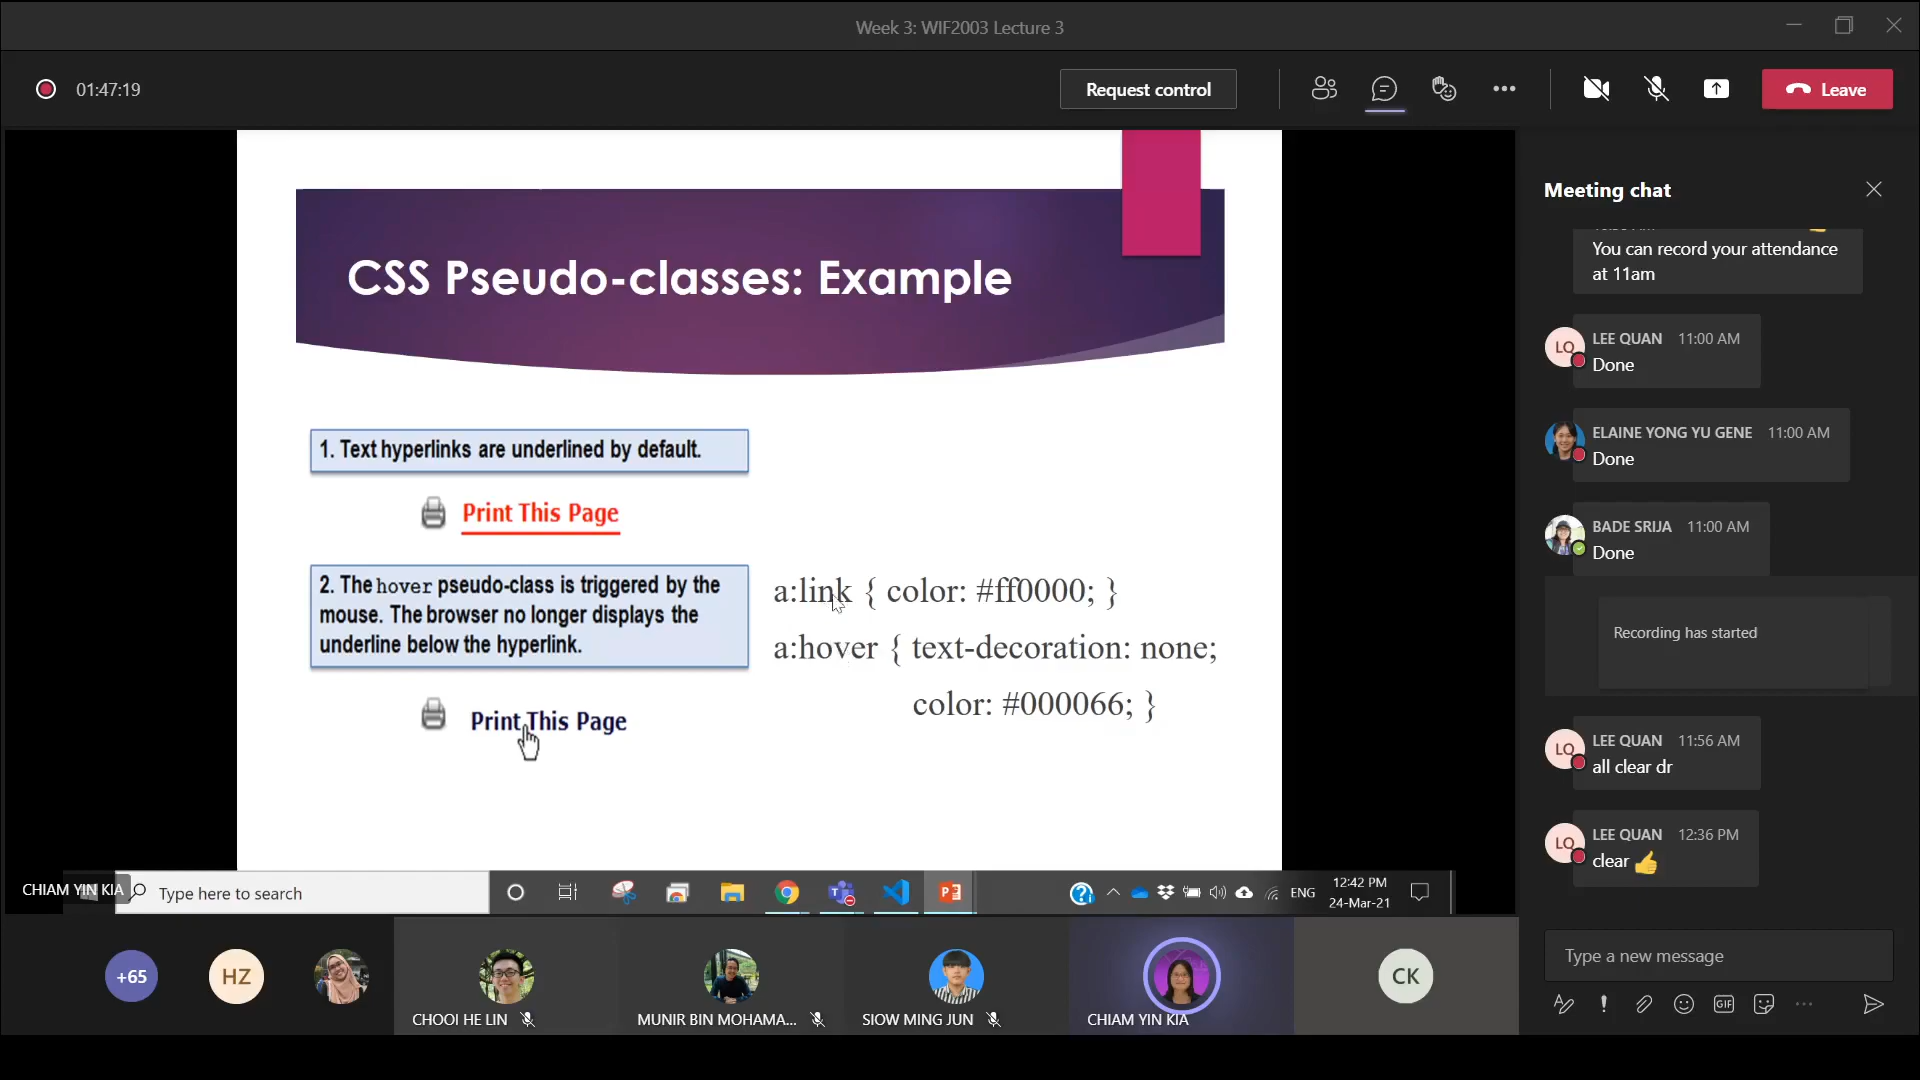 Week 3: WIF2003 Lecture 3
01:47:19
Request control
Leave
CSS Pseudo-classes: Example
1. Text hyperlinks are underlined by default.
Print This Page
2. The hover pseudo-class is triggered by the
mouse. The browser no longer displays the
underline below the hyperlink.
Print This Page
a:link { color: #ff0000; }
a:hover { text-decoration: none;
color: #000066; }
Meeting chat
You can record your attendance
at 11am
LQ
LEE QUAN 11:00 AM
Done
ELAINE YONG YU GENE 11:00 AM
Done
BADE SRIJA 11:00 AM
Done
Recording has started
LQ
LEE QUAN 11:56 AM
all clear dr
LQ
LEE QUAN 12:36 PM
clear 👍
Type a new message
GIF
CHIAM YIN KIA
Type here to search
ENG
12:42 PM
24-Mar-21
+65
HZ
CHOOI HE LIN
MUNIR BIN MOHAMA...
SIOW MING JUN
CHIAM YIN KIA
CK